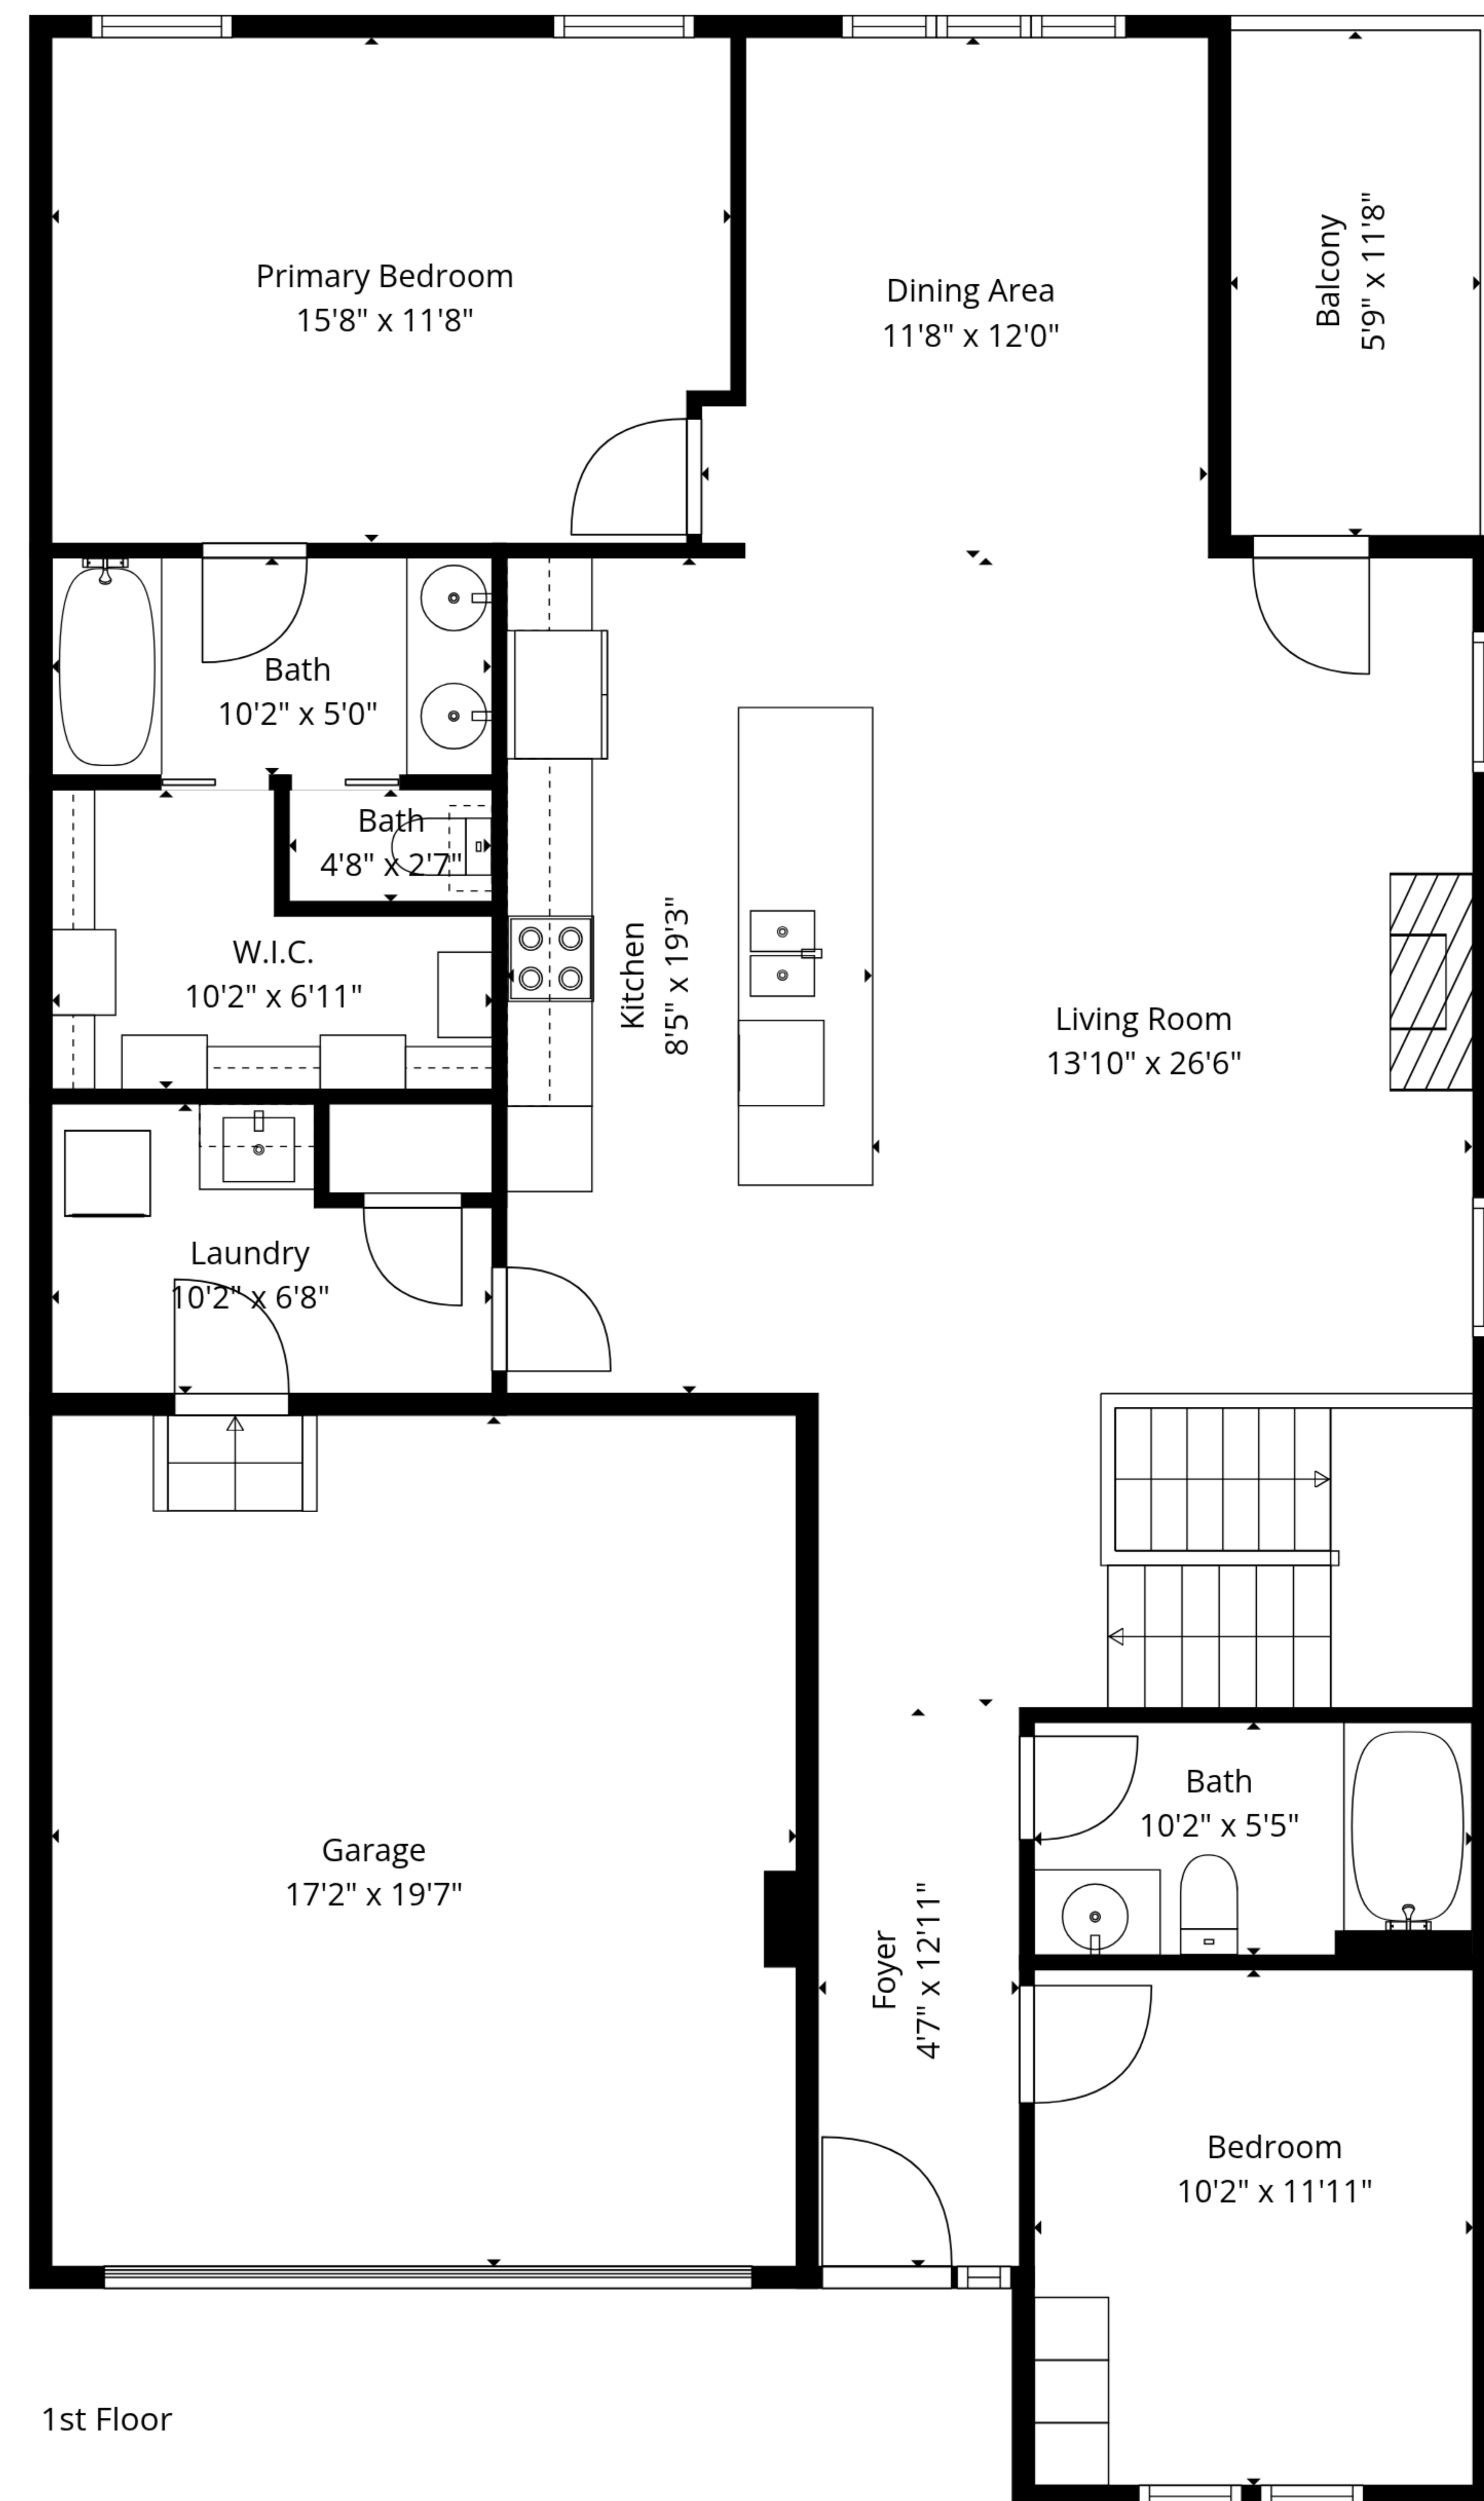 Primary Bedroom
15'8" x 11'8"
Dining Area
11'8" x 12'0"
Balcony
5'9" x 11'8"
Bath
10'2" x 5'0"
Bath
4'8" x 2'7"
W.I.C.
10'2" x 6'11"
Kitchen
8'5" x 19'3"
Living Room
13'10" x 26'6"
Laundry
10'2" x 6'8"
Garage
17'2" x 19'7"
Foyer
4'7" x 12'11"
Bath
10'2" x 5'5"
Bedroom
10'2" x 11'11"
1st Floor